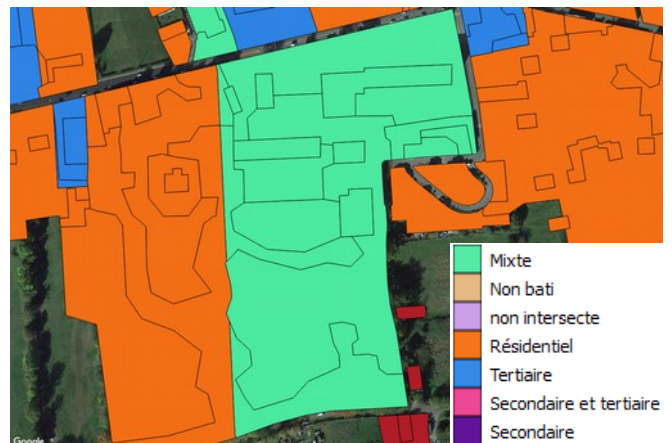 Mixte
Non bati
non intersecte
Résidentiel
Tertiaire
Secondaire et tertiaire
Secondaire
Google